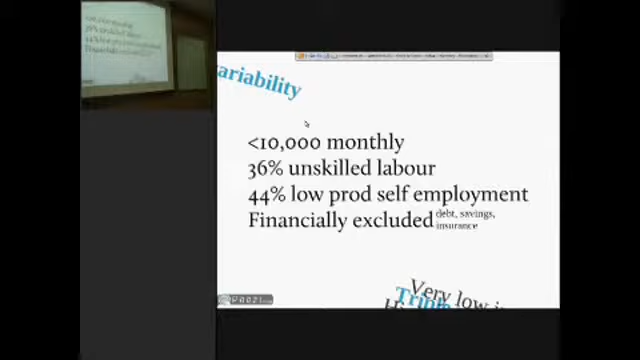 ariability
<10,000 monthly
36% unskilled labour
44% low prod self employment
Financially excluded debt, savings, insurance
Very low i
Triple